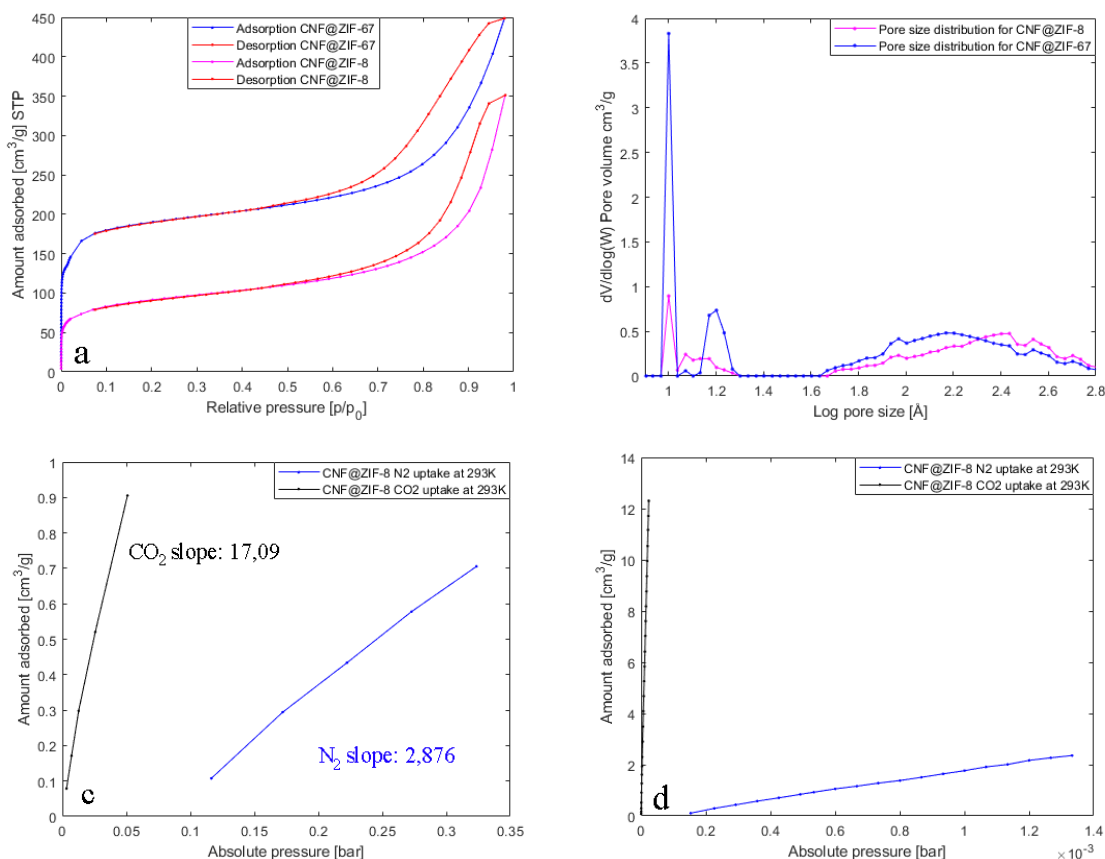 450
400
350
300
250
200
150
100
50
0
Amount adsorbed [cm³/g] STP
Adsorption CNF@ZIF-67
Desorption CNF@ZIF-67
Adsorption CNF@ZIF-8
Desorption CNF@ZIF-8
a
0 0.1 0.2 0.3 0.4 0.5 0.6 0.7 0.8 0.9 1
Relative pressure [p/p₀]
4
3.5
3
2.5
2
1.5
1
0.5
0
dV/dlog(W) Pore volume cm³/g
Pore size distribution for CNF@ZIF-8
Pore size distribution for CNF@ZIF-67
1 1.2 1.4 1.6 1.8 2 2.2 2.4 2.6 2.8
Log pore size [Å]
1
0.9
0.8
0.7
0.6
0.5
0.4
0.3
0.2
0.1
0
Amount adsorbed [cm³/g]
CNF@ZIF-8 N2 uptake at 293K
CNF@ZIF-8 CO2 uptake at 293K
CO₂ slope: 17,09
N₂ slope: 2,876
c
0 0.05 0.1 0.15 0.2 0.25 0.3 0.35
Absolute pressure [bar]
14
12
10
8
6
4
2
0
Amount adsorbed [cm³/g]
CNF@ZIF-8 N2 uptake at 293K
CNF@ZIF-8 CO2 uptake at 293K
d
0 0.2 0.4 0.6 0.8 1 1.2 1.4
Absolute pressure [bar]
×10⁻³